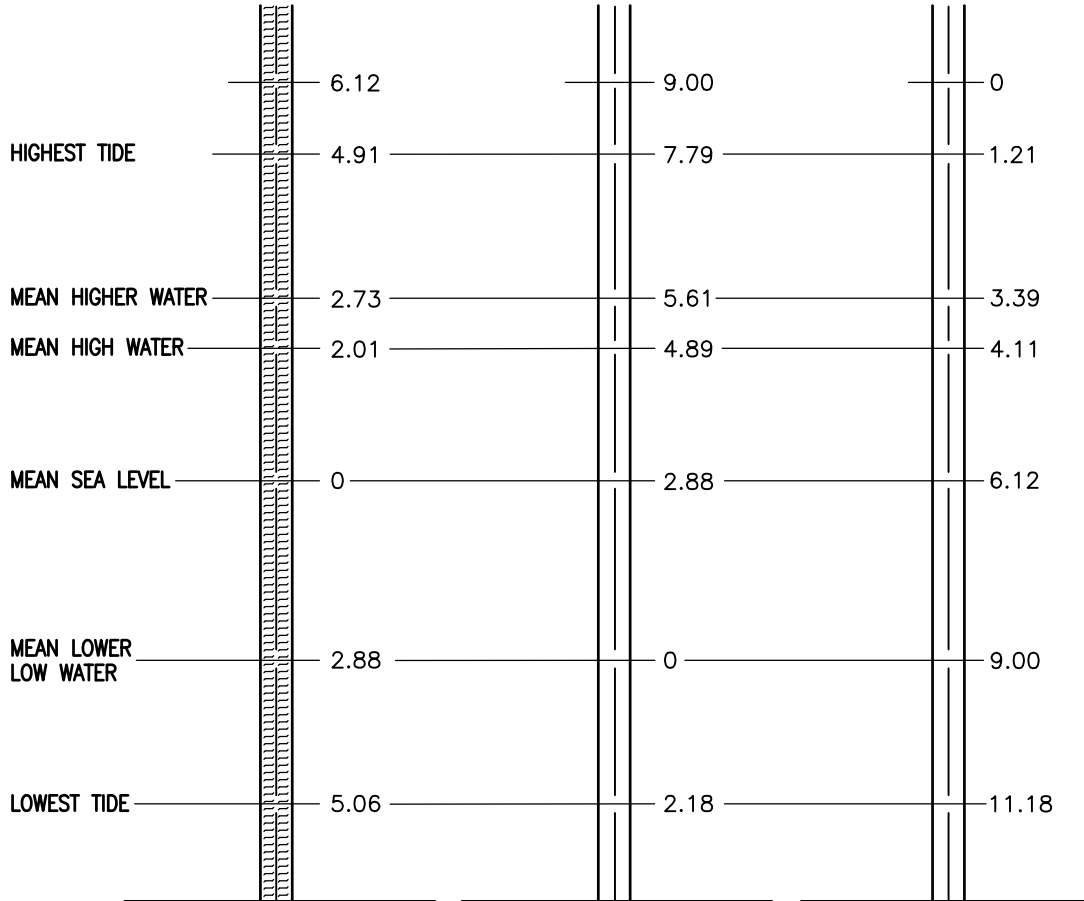 6.12 9.00 0
HIGHEST TIDE 4.91 7.79 1.21
MEAN HIGHER WATER 2.73 5.61 3.39
MEAN HIGH WATER 2.01 4.89 4.11
MEAN SEA LEVEL 0 2.88 6.12
MEAN LOWER
LOW WATER 2.88 0 9.00
LOWEST TIDE 5.06 2.18 11.18